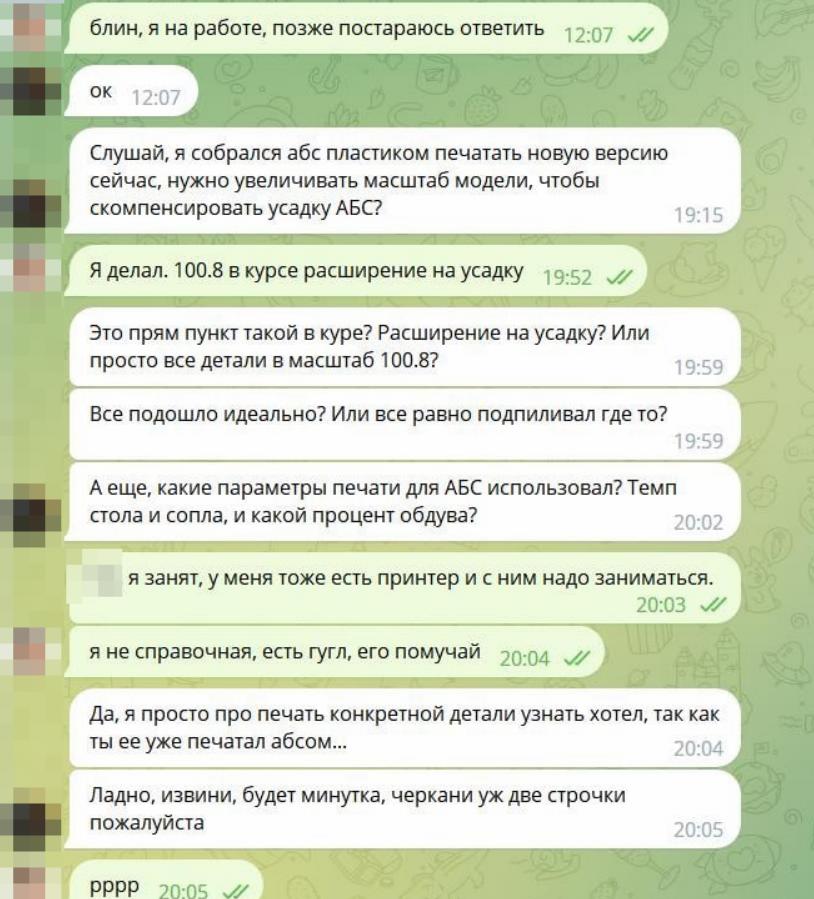 блин, я на работе, позже постараюсь ответить 12:07
ок 12:07
Слушай, я собрался абс пластиком печатать новую версию
сейчас, нужно увеличивать масштаб модели, чтобы
скомпенсировать усадку АБС?
19:15
Я делал. 100.8 в курсе расширение на усадку 19:52
Это прям пункт такой в куре? Расширение на усадку? Или
просто все детали в масштаб 100.8?
19:59
Все подошло идеально? Или все равно подпиливал где то?
19:59
А еще, какие параметры печати для АБС использовал? Темп
стола и сопла, и какой процент обдува?
20:02
я занят, у меня тоже есть принтер и с ним надо заниматься.
20:03
я не справочная, есть гугл, его помучай 20:04
Да, я просто про печать конкретной детали узнать хотел, так как
ты ее уже печатал абсом...
20:04
Ладно, извини, будет минутка, черкани уж две строчки
пожалуйста
20:05
рррр 20:05